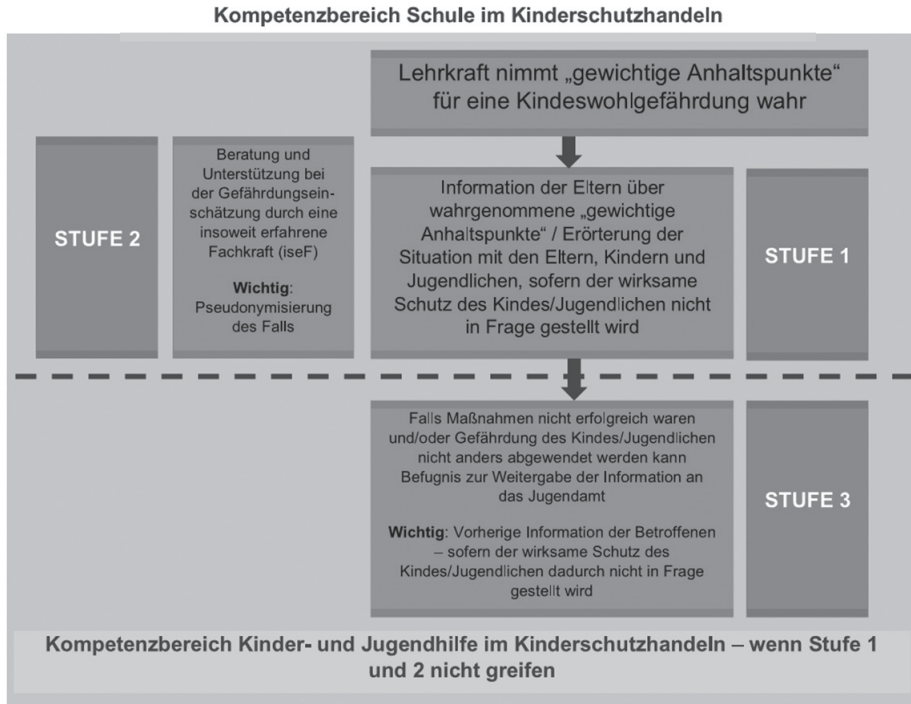 Kompetenzbereich Schule im Kinderschutzhandeln
Lehrkraft nimmt „gewichtige Anhaltspunkte“
für eine Kindeswohlgefährdung wahr
STUFE 2
Beratung und
Unterstützung bei
der Gefährdungsein-
schätzung durch eine
insoweit erfahrene
Fachkraft (iseF)
Wichtig:
Pseudonymisierung
des Falls
Information der Eltern über
wahrgenommene „gewichtige
Anhaltspunkte“ / Erörterung der
Situation mit den Eltern, Kindern und
Jugendlichen, sofern der wirksame
Schutz des Kindes/Jugendlichen nicht
in Frage gestellt wird
STUFE 1
Falls Maßnahmen nicht erfolgreich waren
und/oder Gefährdung des Kindes/Jugendlichen
nicht anders abgewendet werden kann
Befugnis zur Weitergabe der Information an
das Jugendamt
Wichtig: Vorherige Information der Betroffenen
– sofern der wirksame Schutz des
Kindes/Jugendlichen dadurch nicht in Frage
gestellt wird
STUFE 3
Kompetenzbereich Kinder- und Jugendhilfe im Kinderschutzhandeln – wenn Stufe 1
und 2 nicht greifen